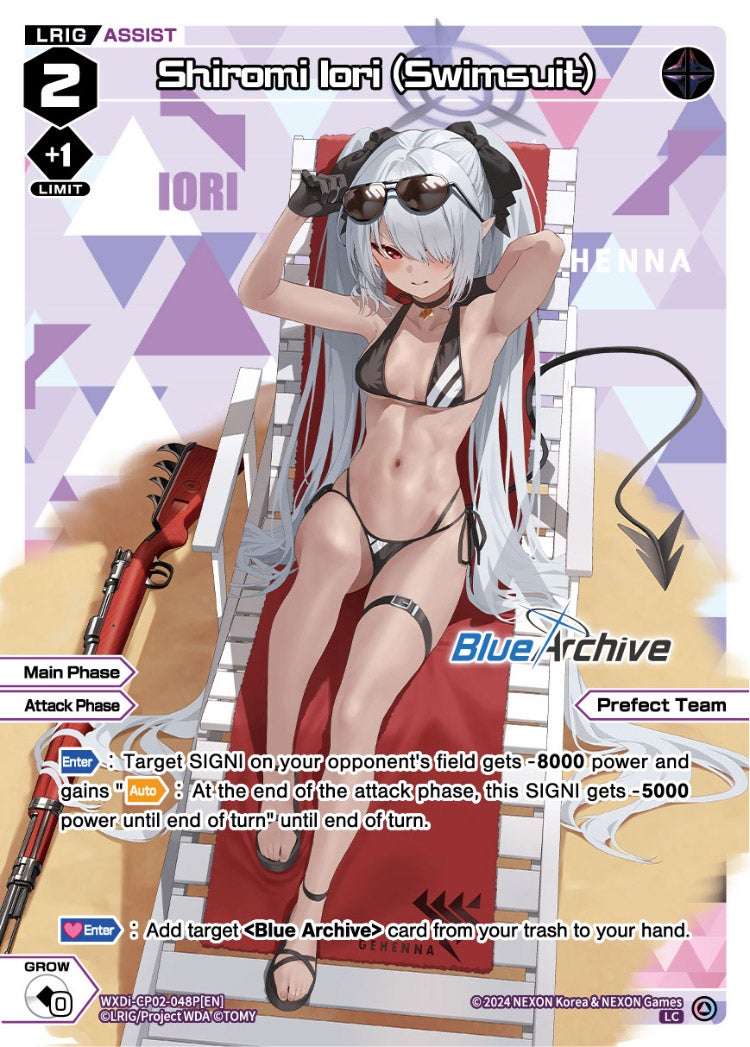 LRIG ASSIST
2
Shiromi Iori (Swimsuit)
+1
LIMIT
IORI
GEHENNA
Blue Archive
Main Phase
Attack Phase
Prefect Team
Enter : Target SIGNI on your opponent's field gets -8000 power and
gains "Auto : At the end of the attack phase, this SIGNI gets -5000
power until end of turn" until end of turn.
Enter : Add target <Blue Archive> card from your trash to your hand.
GEHENNA
GROW
0
WXDi-CP02-048P[EN]
©LRIG/Project WDA ©TOMY
© 2024 NEXON Korea & NEXON Games
LC